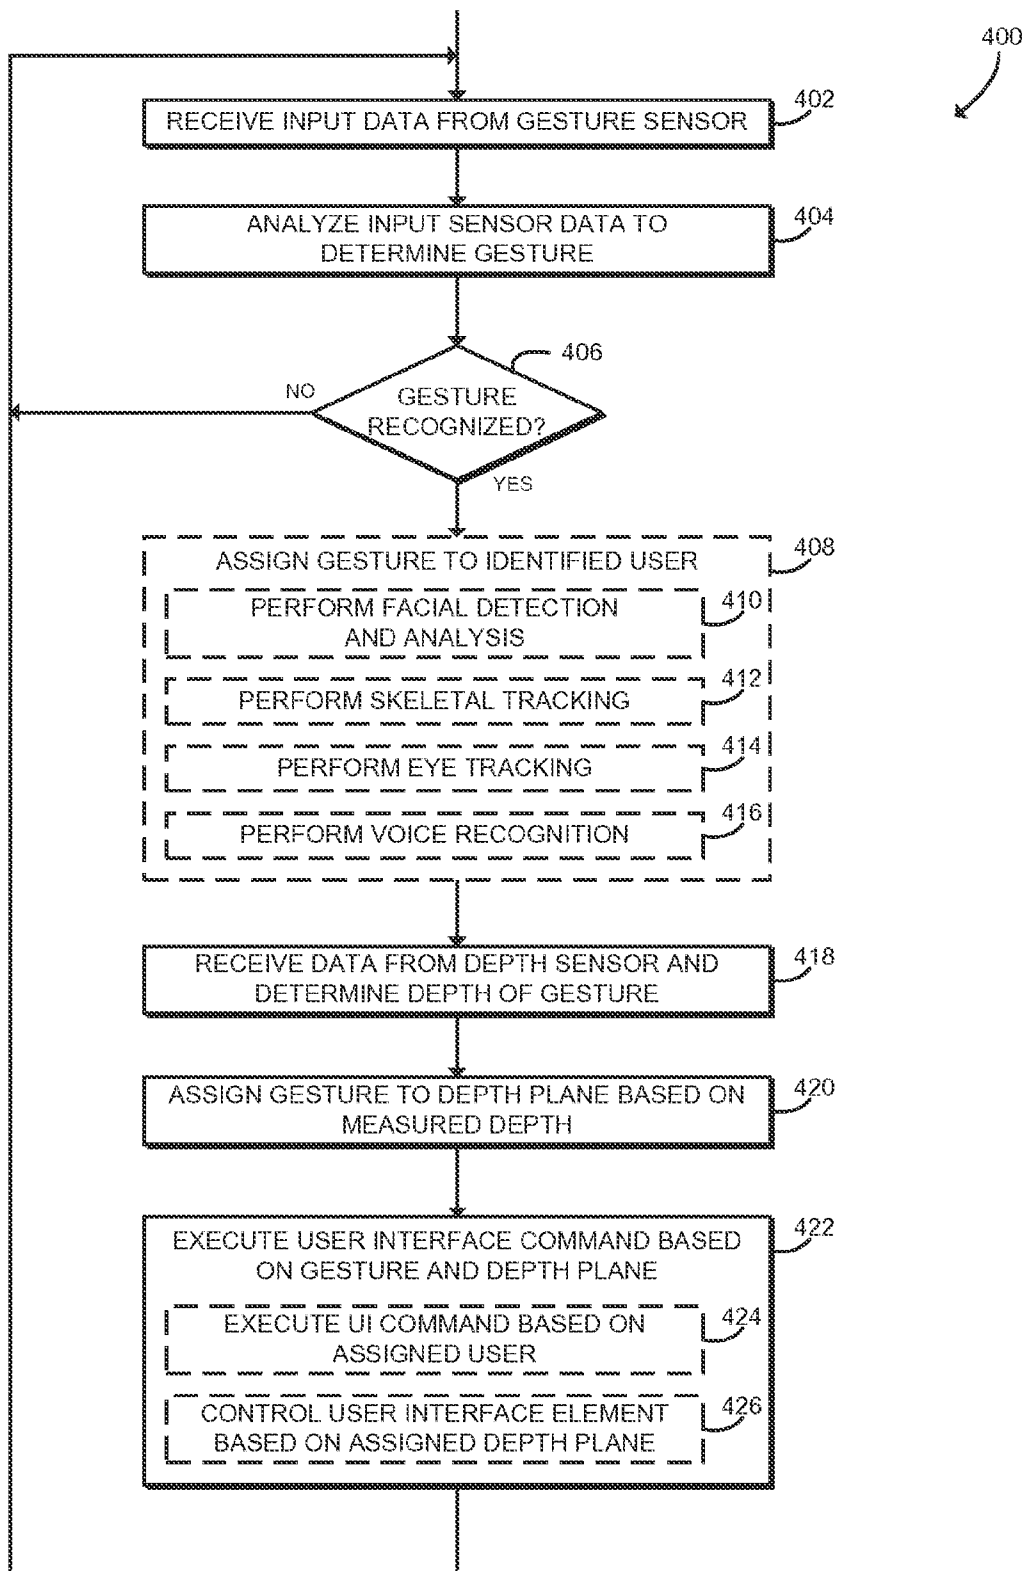 400
402
RECEIVE INPUT DATA FROM GESTURE SENSOR
404
ANALYZE INPUT SENSOR DATA TO
DETERMINE GESTURE
406
NO
GESTURE
RECOGNIZED?
YES
408
ASSIGN GESTURE TO IDENTIFIED USER
410
PERFORM FACIAL DETECTION
AND ANALYSIS
412
PERFORM SKELETAL TRACKING
414
PERFORM EYE TRACKING
416
PERFORM VOICE RECOGNITION
418
RECEIVE DATA FROM DEPTH SENSOR AND
DETERMINE DEPTH OF GESTURE
420
ASSIGN GESTURE TO DEPTH PLANE BASED ON
MEASURED DEPTH
422
EXECUTE USER INTERFACE COMMAND BASED
ON GESTURE AND DEPTH PLANE
424
EXECUTE UI COMMAND BASED ON
ASSIGNED USER
426
CONTROL USER INTERFACE ELEMENT
BASED ON ASSIGNED DEPTH PLANE